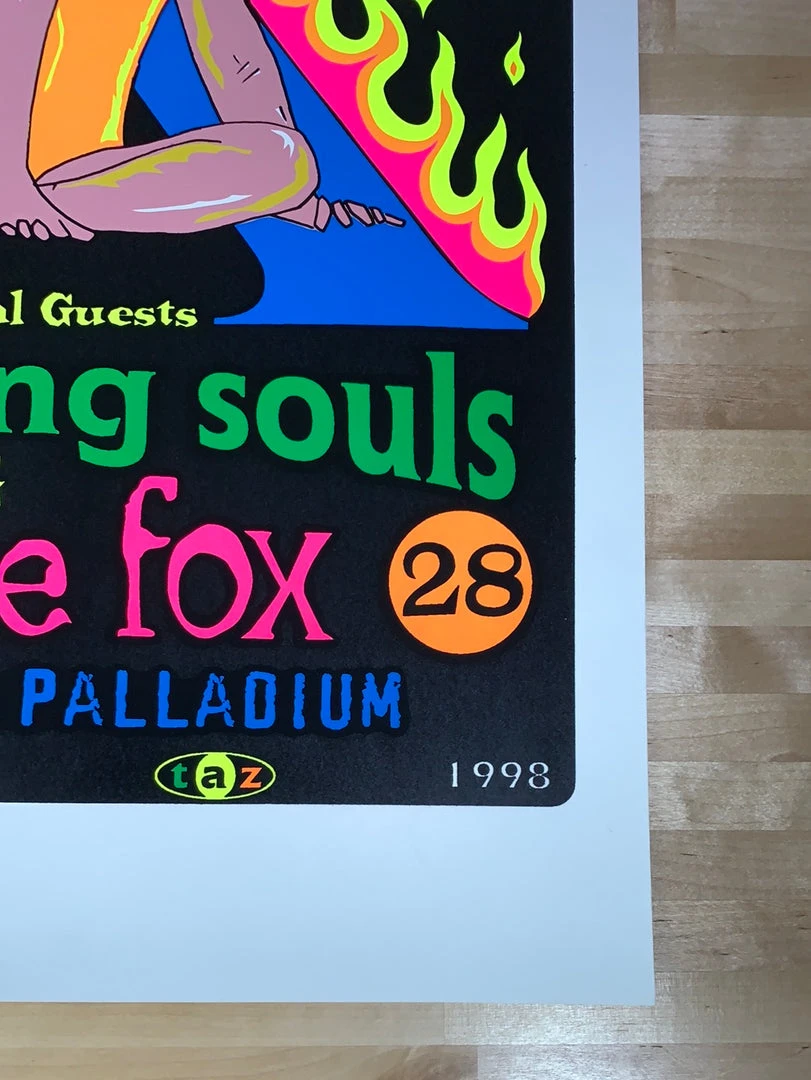 al Guests
ng souls
e fox
28
PALLADIUM
taz
1998